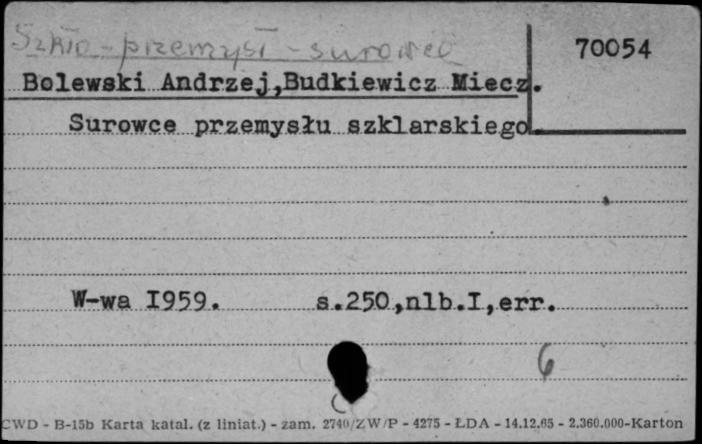 Szkło - przemysł - surowce
70054
Bolewski Andrzej,Budkiewicz Miecz.
Surowce przemysłu szklarskiego.
W-wa I959. s.250,nlb.I,err.
6
CWD - B-15b Karta katal. (z liniat.) - zam. 2740/ZW/P - 4275 - ŁDA - 14.12.65 - 2.360.000-Karton